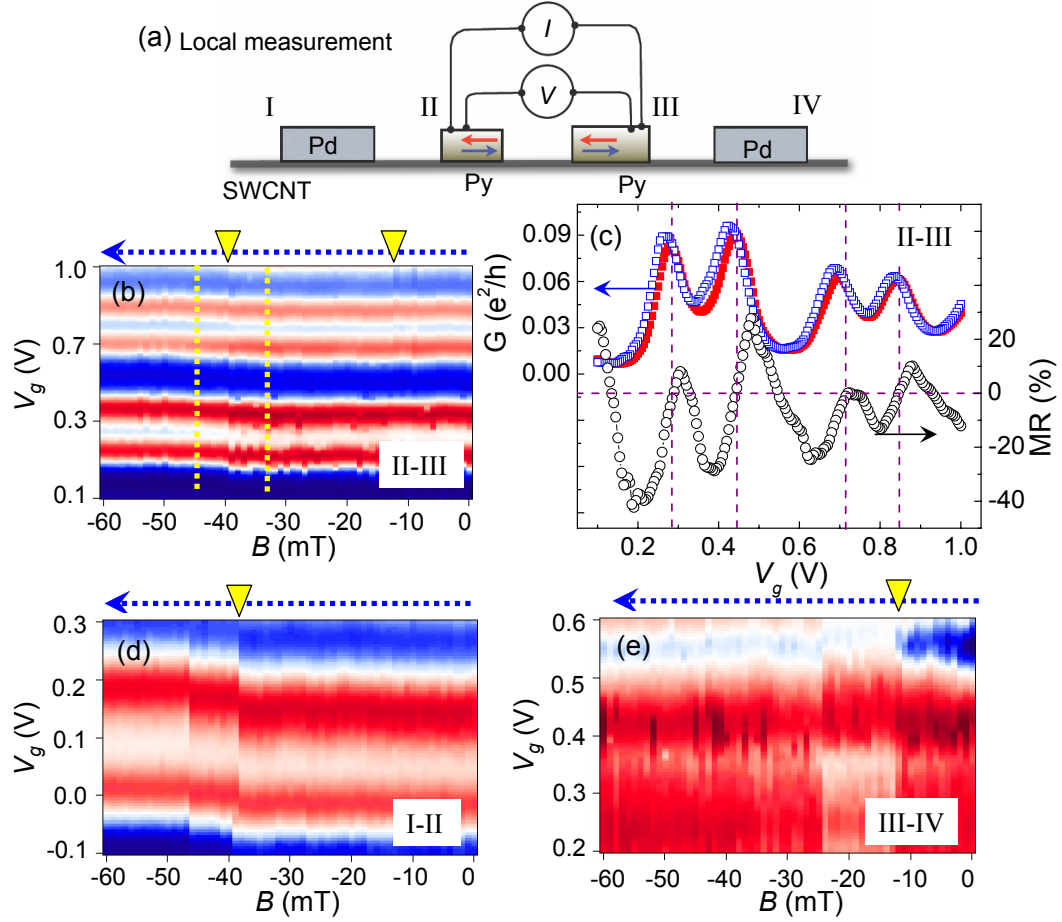 (a) Local measurement
I
V
I
II
III
IV
Pd
Pd
SWCNT
Py
Py
(b)
1.0
0.7
0.3
0.1
V_g (V)
II-III
-60 -50 -40 -30 -20 -10 0
B (mT)
(c)
II-III
0.09
0.06
0.03
0.00
G (e²/h)
20
0
-20
-40
MR (%)
0.2 0.4 0.6 0.8 1.0
V_g (V)
(d)
0.3
0.2
0.1
0.0
-0.1
V_g (V)
I-II
-60 -50 -40 -30 -20 -10 0
B (mT)
(e)
0.6
0.5
0.4
0.3
0.2
V_g (V)
III-IV
-60 -50 -40 -30 -20 -10 0
B (mT)